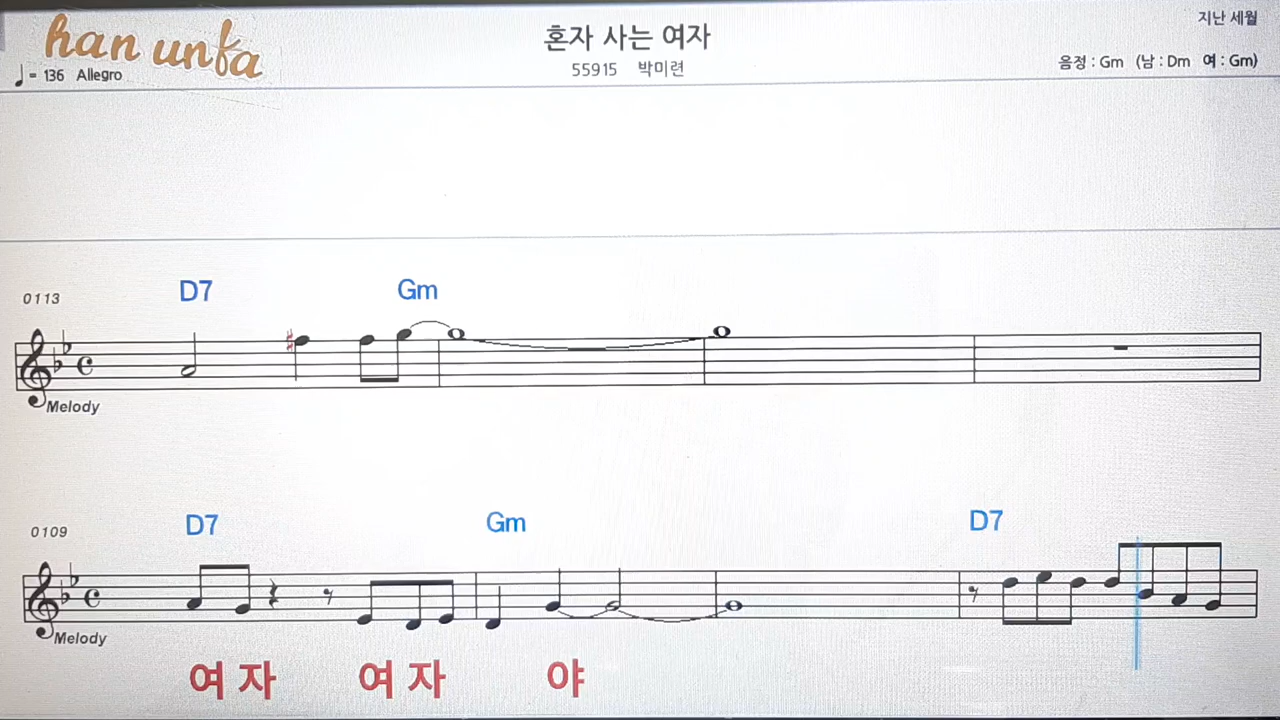 지난 세월
han unfa
혼자 사는 여자
♩= 136 Allegro
55915 박미련
음정 : Gm (남 : Dm 여 : Gm)
D7 Gm
0113
Melody
D7 Gm D7
0109
Melody
여 자 여 자 야